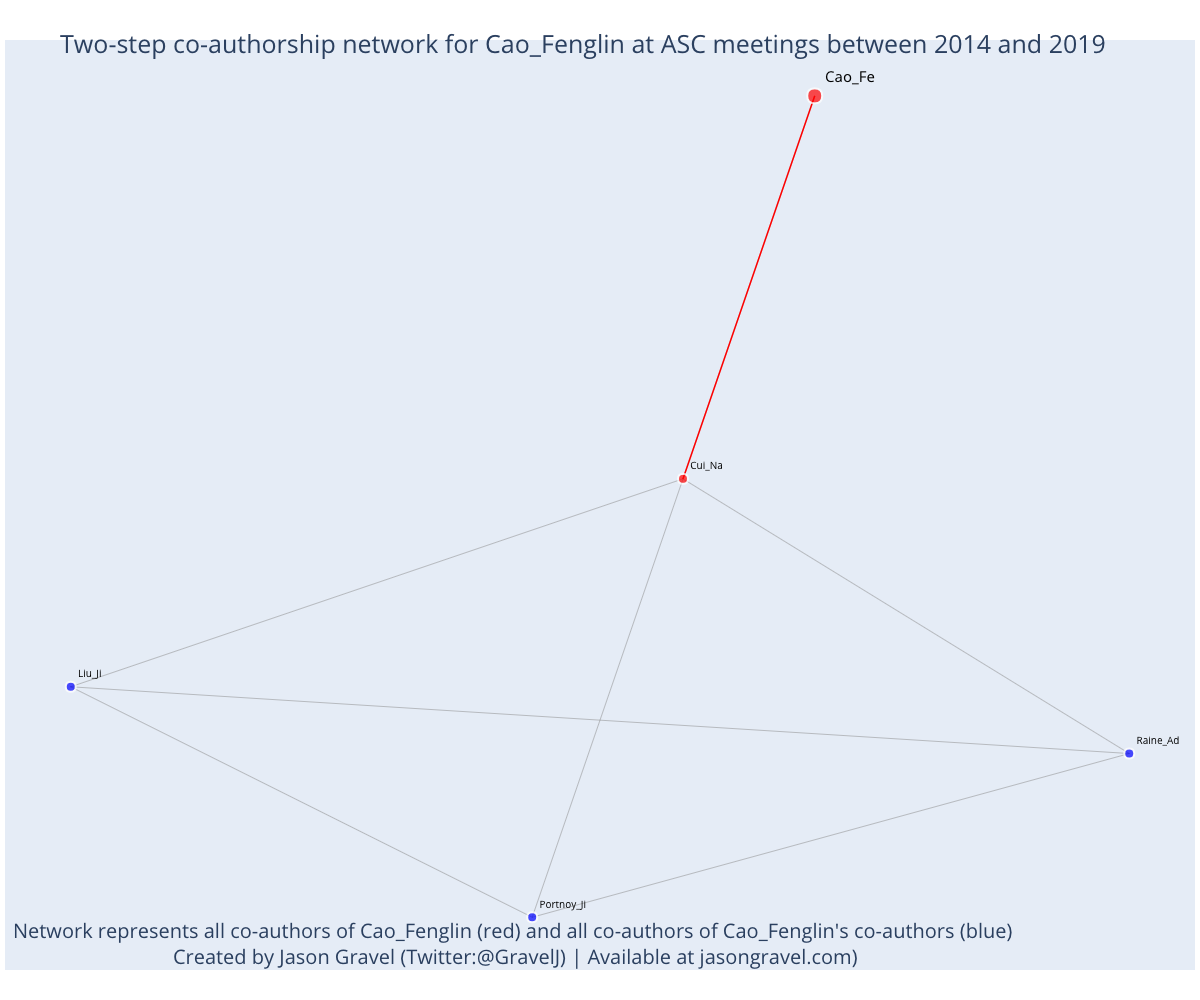 Two-step co-authorship network for Cao_Fenglin at ASC meetings between 2014 and 2019
Cao_Fe
Cui_Na
Liu_Ji
Raine_Ad
Portnoy_Ji
Network represents all co-authors of Cao_Fenglin (red) and all co-authors of Cao_Fenglin's co-authors (blue)
Created by Jason Gravel (Twitter:@GravelJ) | Available at jasongravel.com)